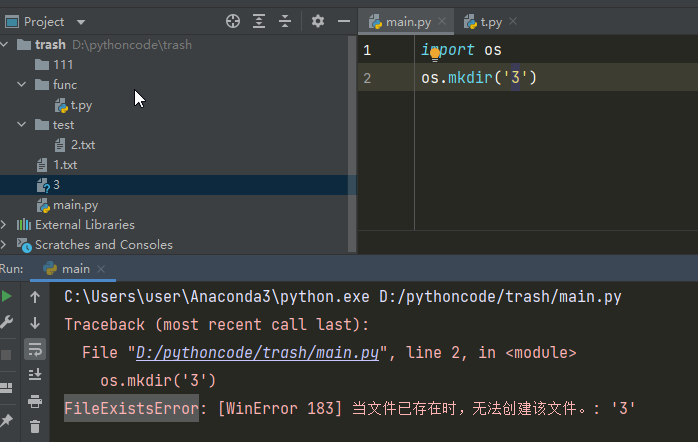 Project
main.py
t.py
trash D:\pythoncode\trash
111
func
t.py
test
2.txt
1.txt
3
main.py
External Libraries
Scratches and Consoles
1 import os
2 os.mkdir('3')
Run: main
C:\Users\user\Anaconda3\python.exe D:/pythoncode/trash/main.py
Traceback (most recent call last):
File "D:/pythoncode/trash/main.py", line 2, in <module>
os.mkdir('3')
FileExistsError: [WinError 183] 当文件已存在时，无法创建该文件。: '3'